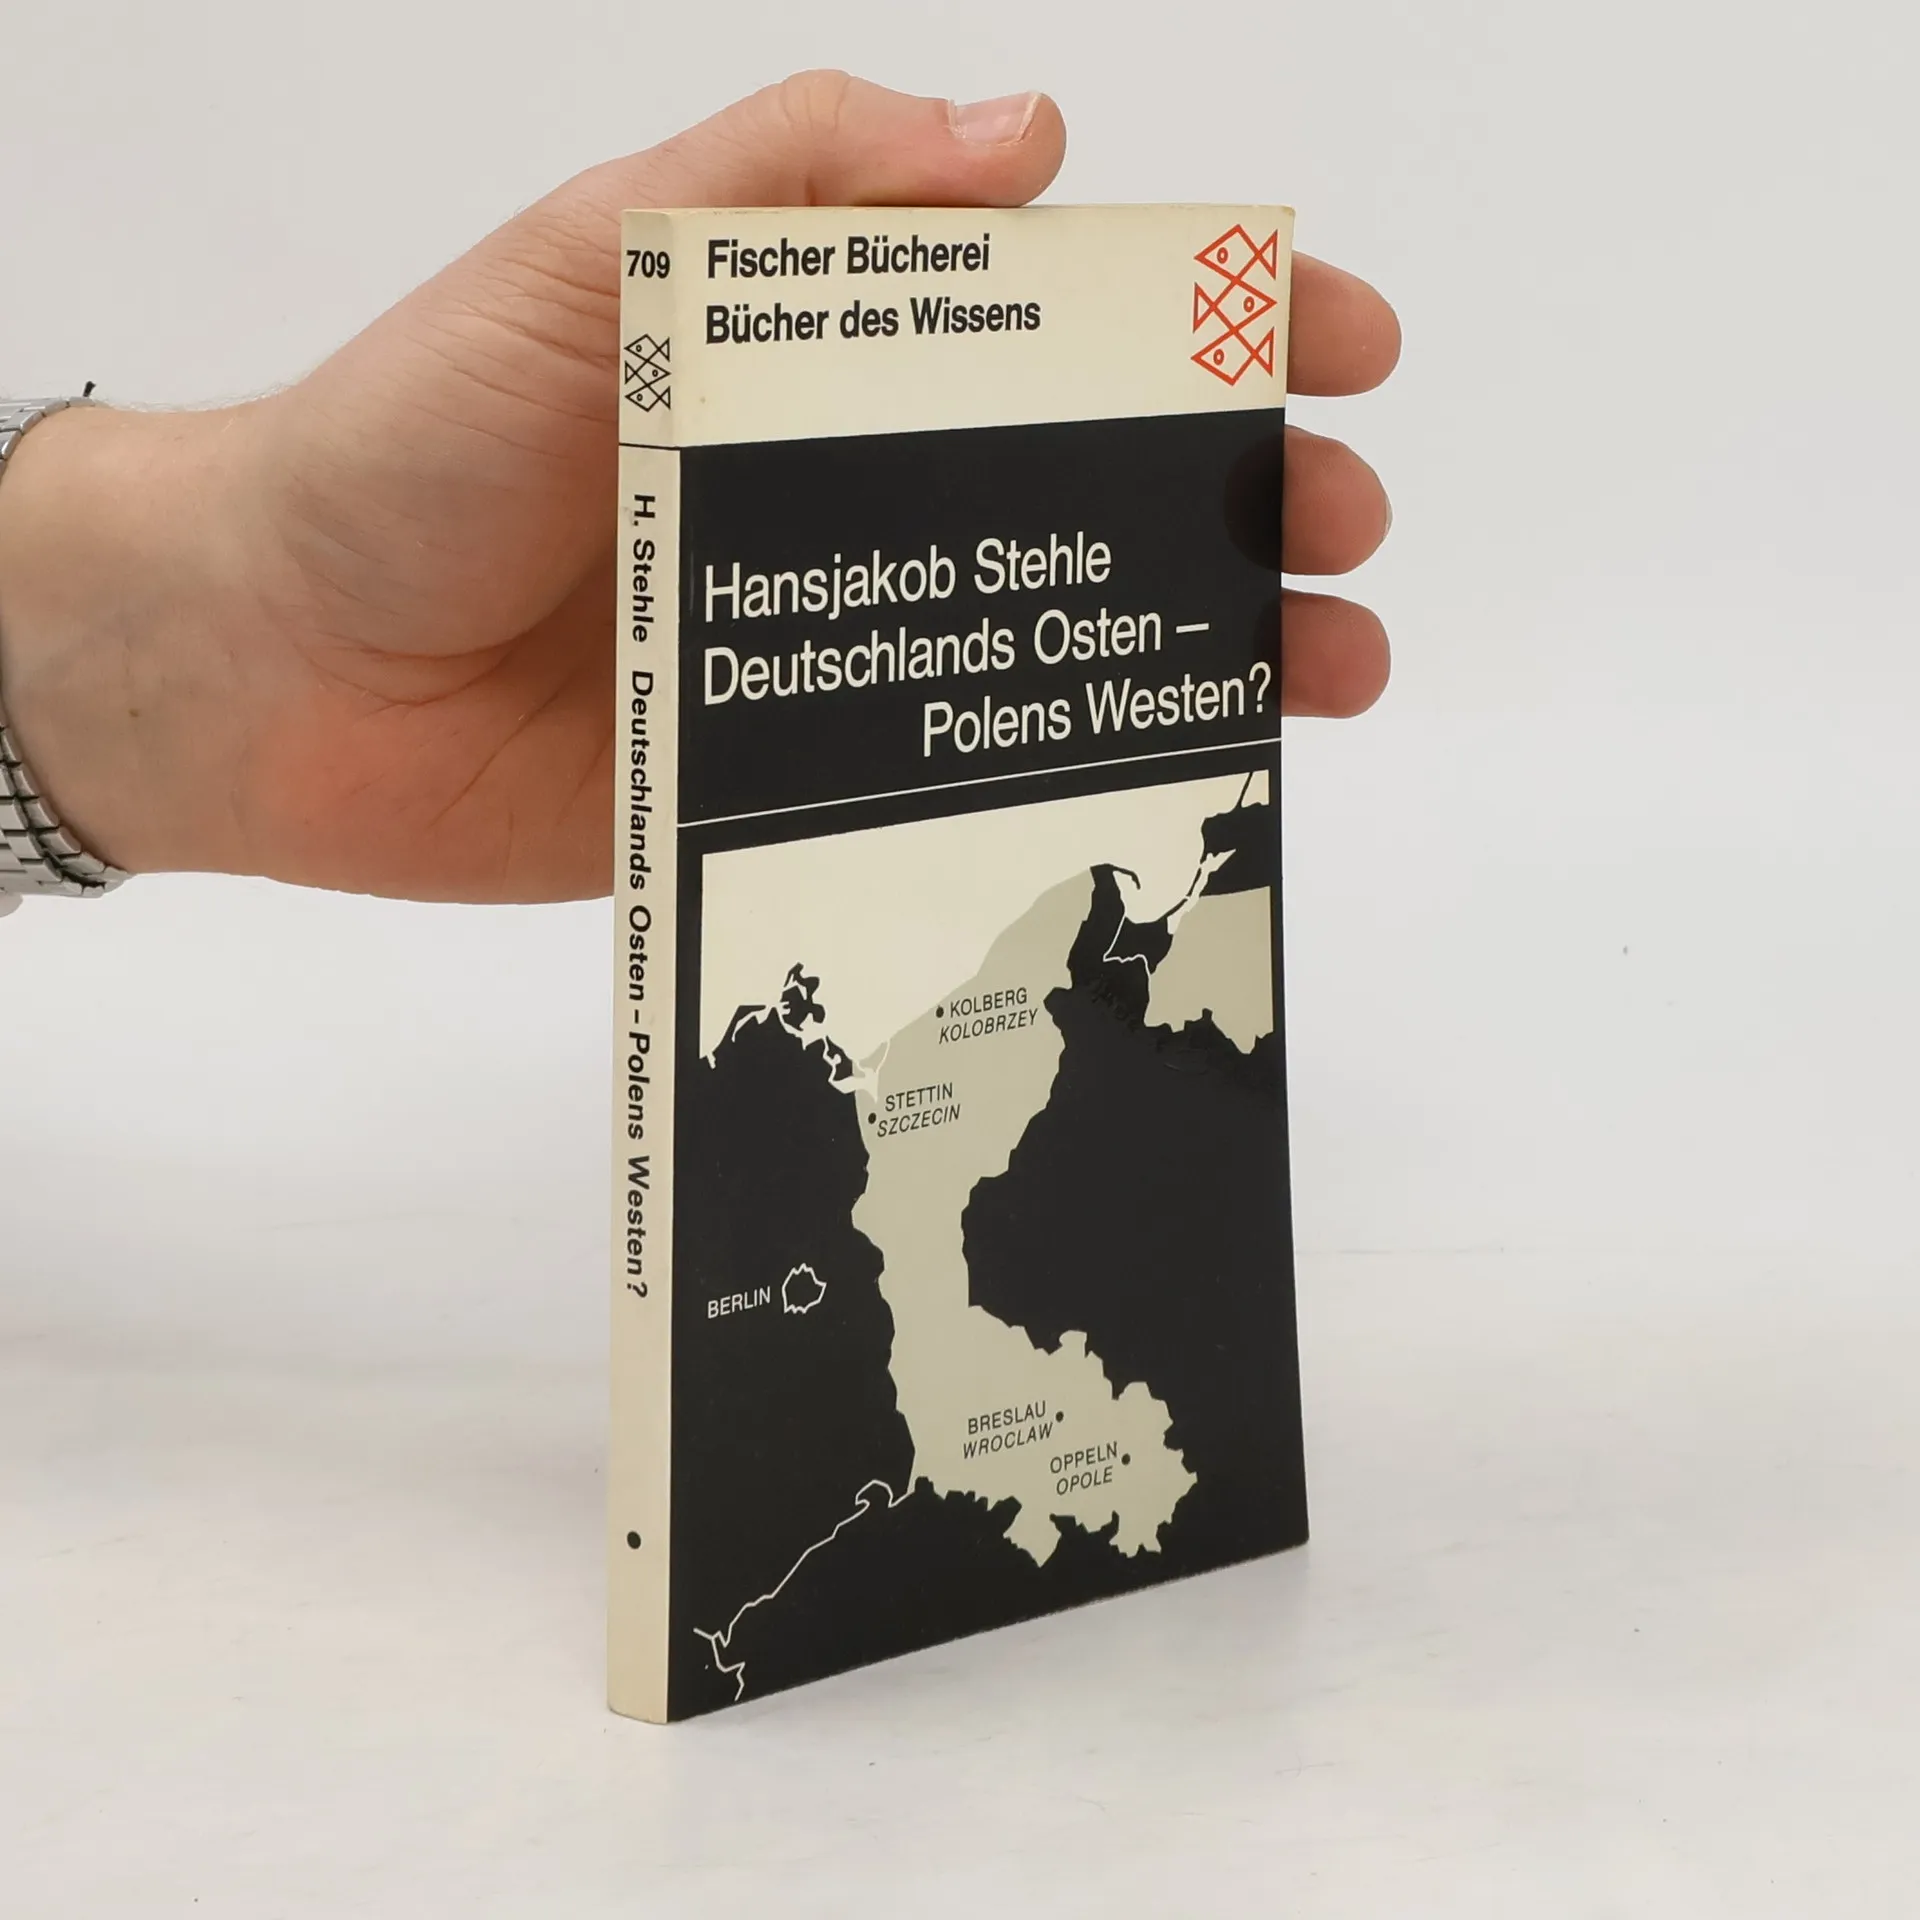 709
H. Stehle Deutschlands Osten – Polens Westen?
Fischer Bücherei
Bücher des Wissens
Hansjakob Stehle
Deutschlands Osten –
Polens Westen?
KOLBERG
KOLOBRZEY
STETTIN
SZCZECIN
BERLIN
BRESLAU
WROCLAW
OPPELN
OPOLE